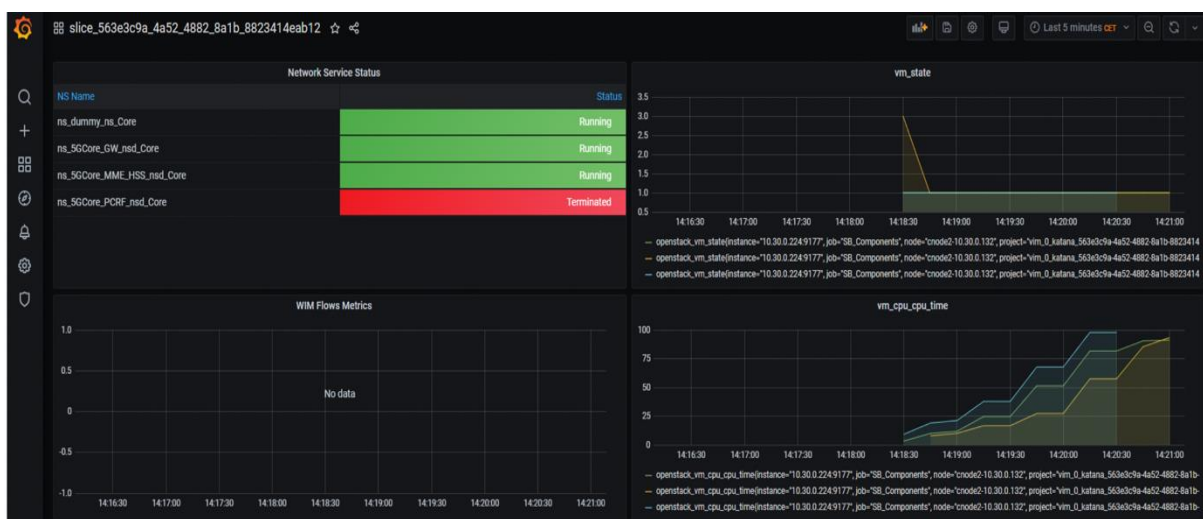 slice_563e3c9a_4a52_4882_8a1b_8823414eab12
Last 5 minutes CET
Network Service Status
NS Name Status
ns_dummy_ns_Core Running
ns_5GCore_GW_nsd_Core Running
ns_5GCore_MME_HSS_nsd_Core Running
ns_5GCore_PCRF_nsd_Core Terminated
vm_state
3.5
3.0
2.5
2.0
1.5
1.0
0.5
14:16:30 14:17:00 14:17:30 14:18:00 14:18:30 14:19:00 14:19:30 14:20:00 14:20:30 14:21:00
openstack_vm_state{instance="10.30.0.224:9177", job="SB_Components", node="cnode2-10.30.0.132", project="vim_0_katana_563e3c9a-4a52-4882-8a1b-8823414
openstack_vm_state{instance="10.30.0.224:9177", job="SB_Components", node="cnode2-10.30.0.132", project="vim_0_katana_563e3c9a-4a52-4882-8a1b-8823414
openstack_vm_state{instance="10.30.0.224:9177", job="SB_Components", node="cnode2-10.30.0.132", project="vim_0_katana_563e3c9a-4a52-4882-8a1b-8823414
WIM Flows Metrics
1.0
0.5
No data
0
-0.5
-1.0
14:16:30 14:17:00 14:17:30 14:18:00 14:18:30 14:19:00 14:19:30 14:20:00 14:20:30 14:21:00
vm_cpu_cpu_time
100
75
50
25
0
14:16:30 14:17:00 14:17:30 14:18:00 14:18:30 14:19:00 14:19:30 14:20:00 14:20:30 14:21:00
openstack_vm_cpu_cpu_time{instance="10.30.0.224:9177", job="SB_Components", node="cnode2-10.30.0.132", project="vim_0_katana_563e3c9a-4a52-4882-8a1b-
openstack_vm_cpu_cpu_time{instance="10.30.0.224:9177", job="SB_Components", node="cnode2-10.30.0.132", project="vim_0_katana_563e3c9a-4a52-4882-8a1b-
openstack_vm_cpu_cpu_time{instance="10.30.0.224:9177", job="SB_Components", node="cnode2-10.30.0.132", project="vim_0_katana_563e3c9a-4a52-4882-8a1b-